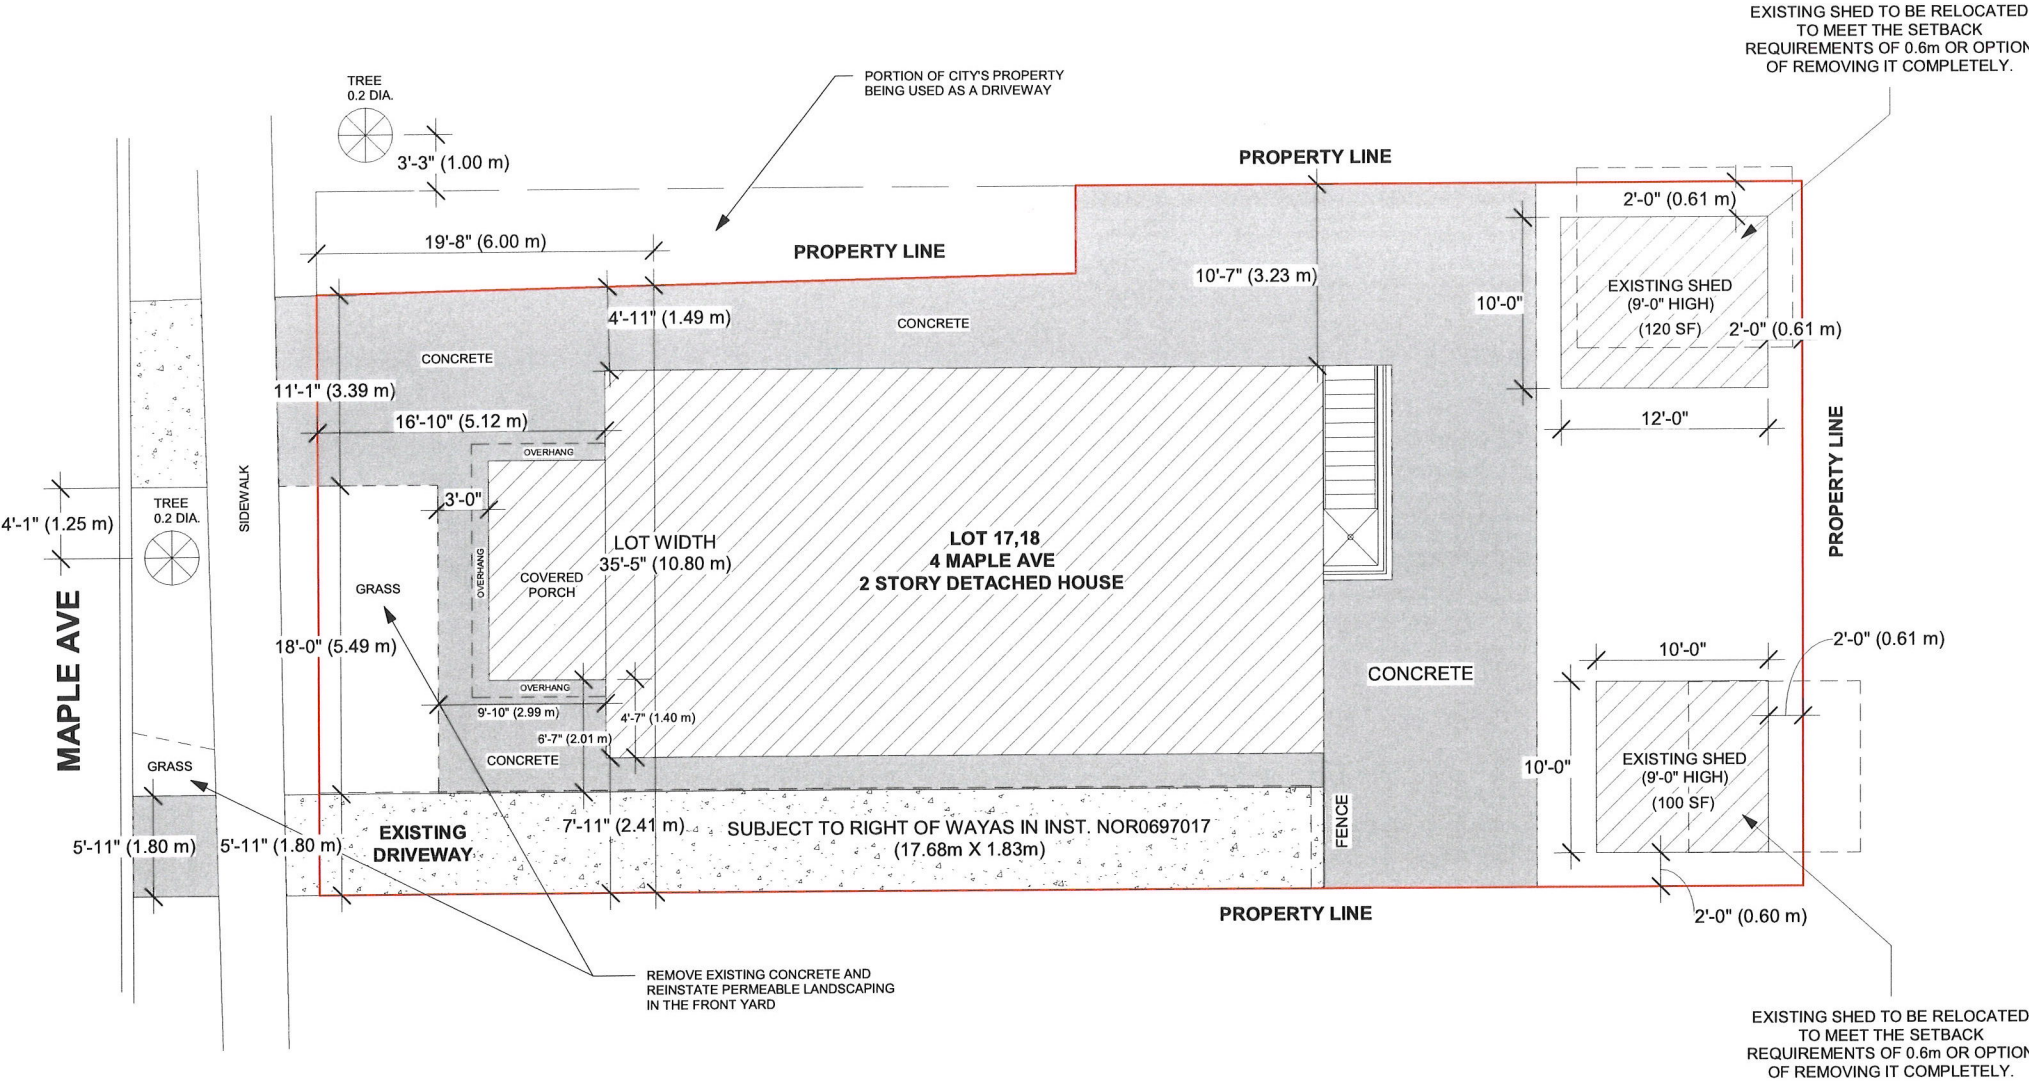 EXISTING SHED TO BE RELOCATED
TO MEET THE SETBACK
REQUIREMENTS OF 0.6m OR OPTION
OF REMOVING IT COMPLETELY.
TREE
0.2 DIA.
PORTION OF CITY'S PROPERTY
BEING USED AS A DRIVEWAY
3'-3" (1.00 m)
PROPERTY LINE
2'-0" (0.61 m)
19'-8" (6.00 m)
PROPERTY LINE
10'-7" (3.23 m)
10'-0"
EXISTING SHED
(9'-0" HIGH)
(120 SF)
2'-0" (0.61 m)
4'-11" (1.49 m)
CONCRETE
CONCRETE
11'-1" (3.39 m)
16'-10" (5.12 m)
12'-0"
PROPERTY LINE
OVERHANG
SIDEWALK
3'-0"
TREE
0.2 DIA.
4'-1" (1.25 m)
LOT WIDTH
35'-5" (10.80 m)
LOT 17,18
4 MAPLE AVE
2 STORY DETACHED HOUSE
OVERHANG
COVERED
PORCH
GRASS
MAPLE AVE
18'-0" (5.49 m)
2'-0" (0.61 m)
10'-0"
CONCRETE
OVERHANG
9'-10" (2.99 m)
4'-7" (1.40 m)
6'-7" (2.01 m)
CONCRETE
GRASS
10'-0"
EXISTING SHED
(9'-0" HIGH)
(100 SF)
FENCE
5'-11" (1.80 m)
5'-11" (1.80 m)
EXISTING
DRIVEWAY
7'-11" (2.41 m)
SUBJECT TO RIGHT OF WAYAS IN INST. NOR0697017
(17.68m X 1.83m)
PROPERTY LINE
2'-0" (0.60 m)
REMOVE EXISTING CONCRETE AND
REINSTATE PERMEABLE LANDSCAPING
IN THE FRONT YARD
EXISTING SHED TO BE RELOCATED
TO MEET THE SETBACK
REQUIREMENTS OF 0.6m OR OPTION
OF REMOVING IT COMPLETELY.